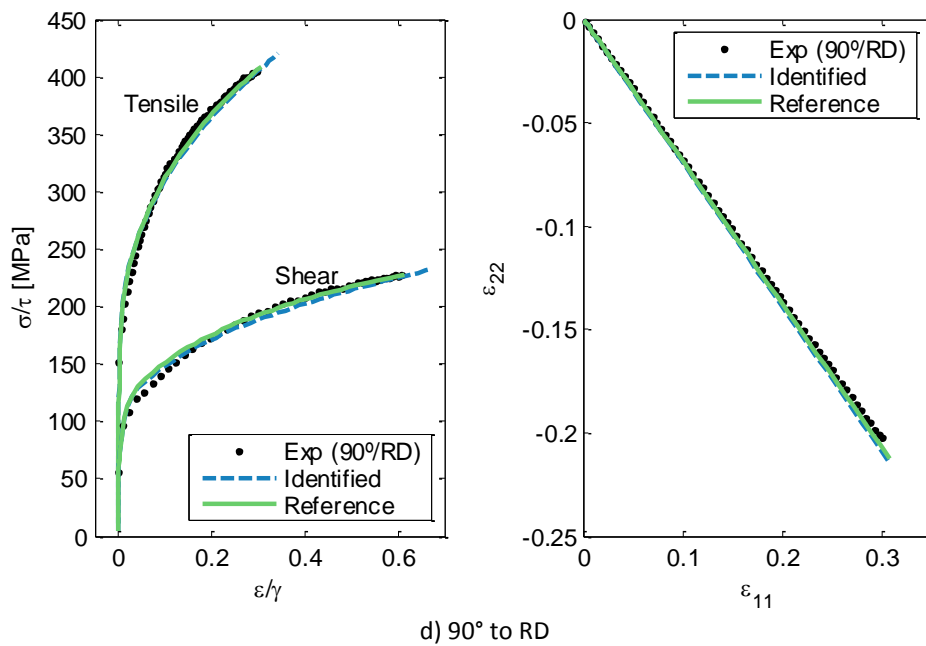 450
400
350
300
250
200
150
100
50
0
σ/τ [MPa]
Tensile
Shear
Exp (90º/RD)
Identified
Reference
0
0.2
0.4
0.6
ε/γ
0
-0.05
-0.1
-0.15
-0.2
-0.25
ε22
Exp (90º/RD)
Identified
Reference
0
0.1
0.2
0.3
ε11
d) 90° to RD